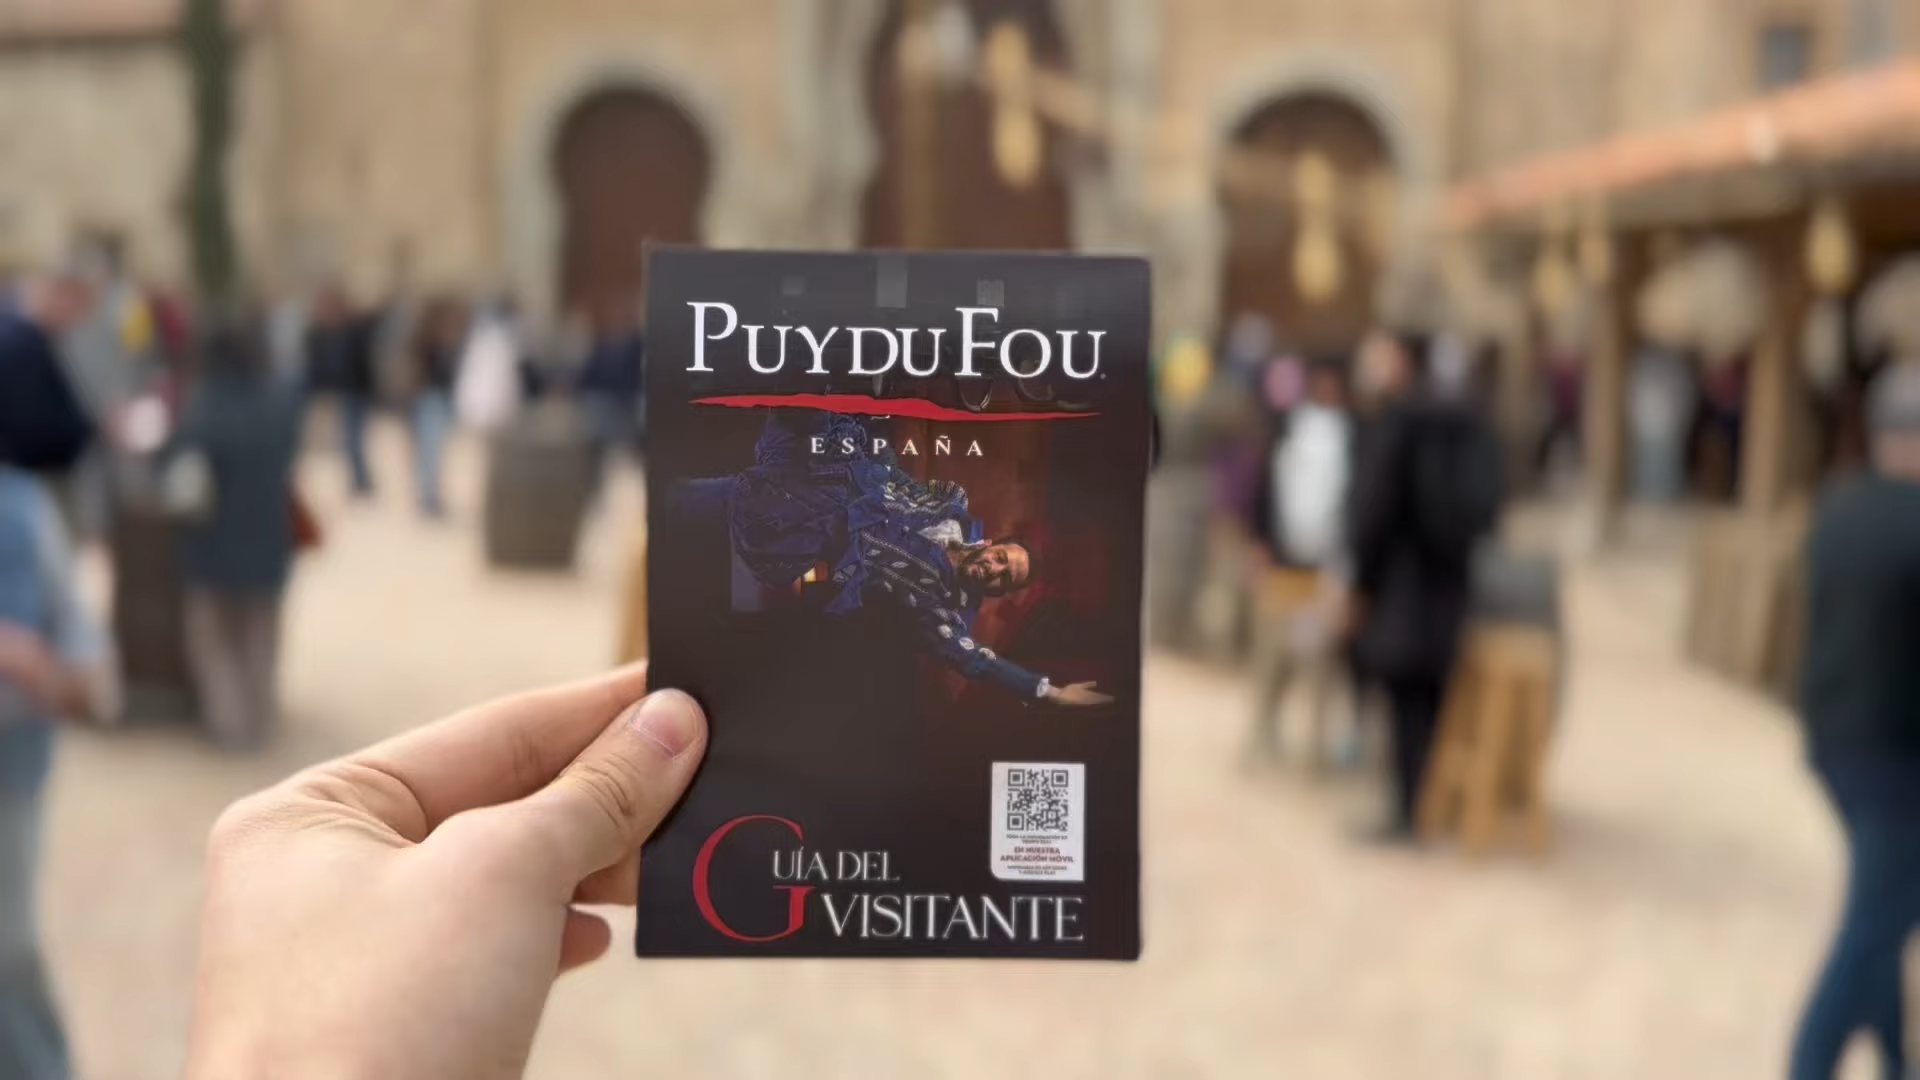 PUY DU FOU
ESPAÑA
EN NUESTRA
APLICACIÓN MÓVIL
GUÍA DEL
VISITANTE